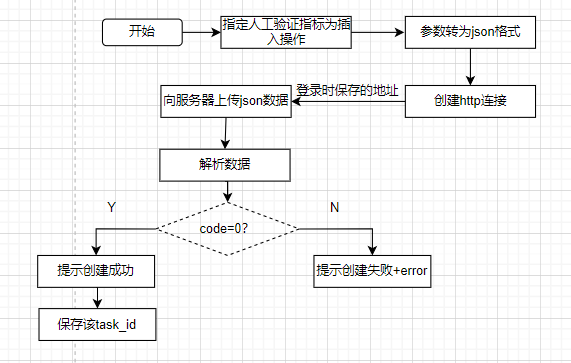 开始
指定人工验证指标为插
入操作
参数转为json格式
登录时保存的地址
向服务器上传json数据
创建http连接
解析数据
Y
N
code=0?
提示创建成功
提示创建失败+error
保存该task_id